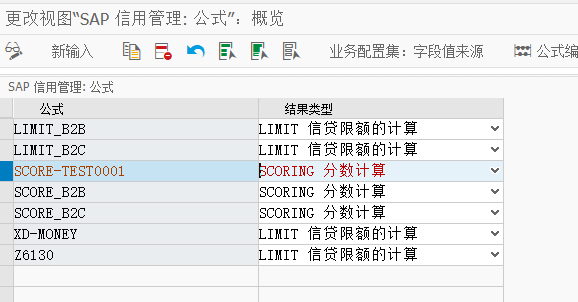 更改视图“SAP 信用管理: 公式”: 概览
新输入 业务配置集: 字段值来源 公式编
SAP 信用管理: 公式
公式 结果类型
LIMIT_B2B LIMIT 信贷限额的计算
LIMIT_B2C LIMIT 信贷限额的计算
SCORE-TEST0001 SCORING 分数计算
SCORE_B2B SCORING 分数计算
SCORE_B2C SCORING 分数计算
XD-MONEY LIMIT 信贷限额的计算
Z6130 LIMIT 信贷限额的计算